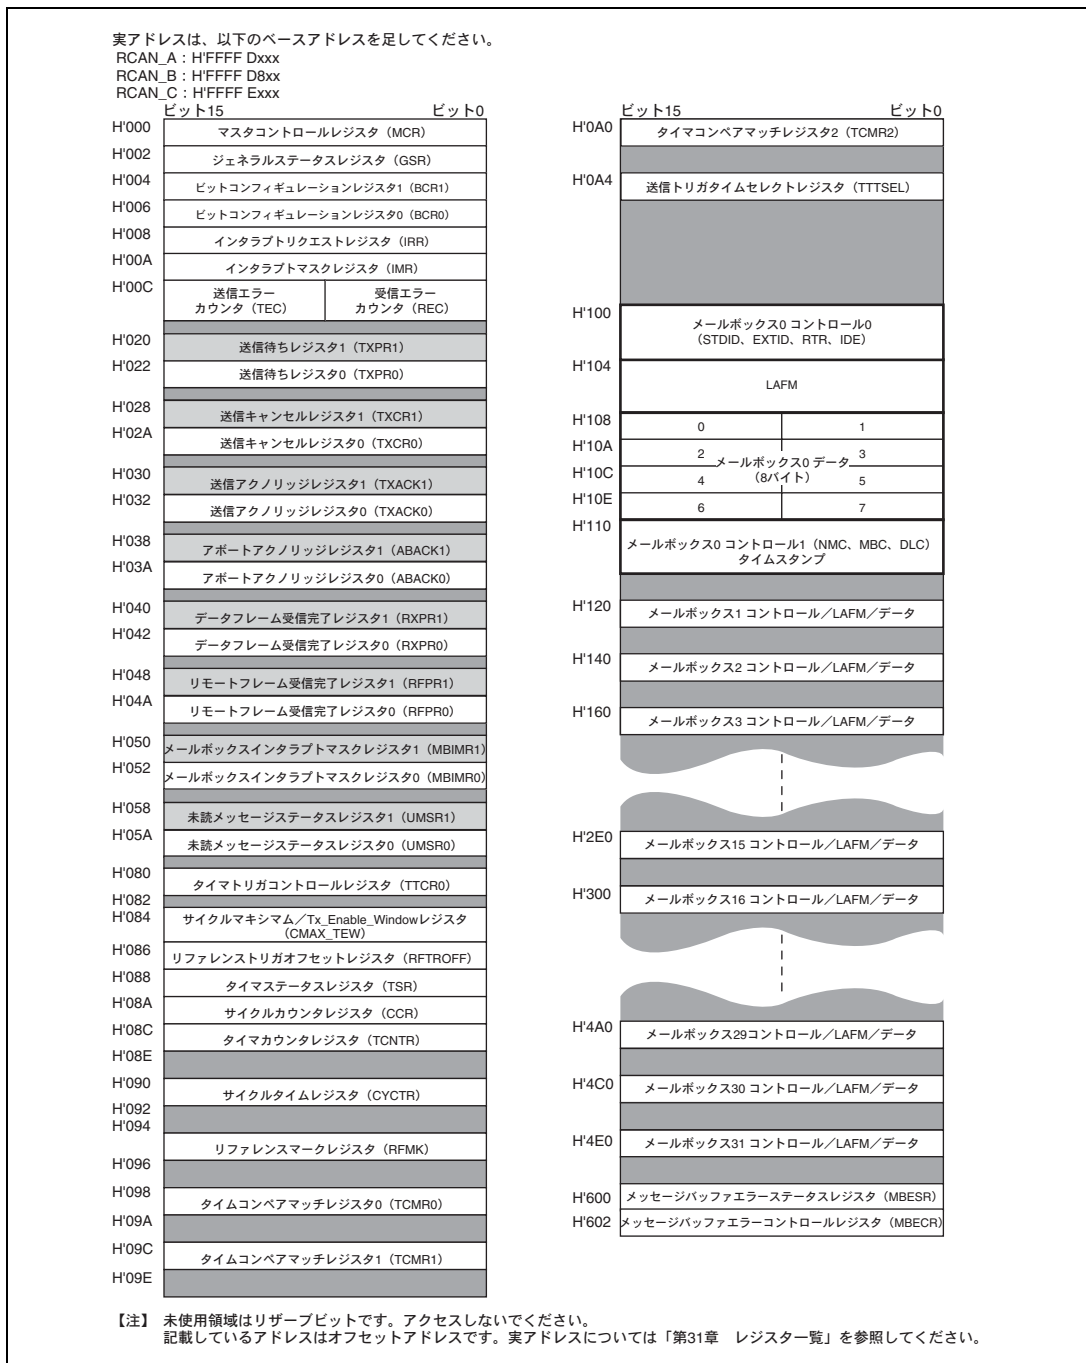 実アドレスは、以下のベースアドレスを足してください。
RCAN_A：H'FFFF Dxxx
RCAN_B：H'FFFF D8xx
RCAN_C：H'FFFF Exxx
ビット15 ビット0
H'000 マスタコントロールレジスタ（MCR）
H'002 ジェネラルステータスレジスタ（GSR）
H'004 ビットコンフィギュレーションレジスタ1（BCR1）
H'006 ビットコンフィギュレーションレジスタ0（BCR0）
H'008 インタラプトリクエストレジスタ（IRR）
H'00A インタラプトマスクレジスタ（IMR）
H'00C 送信エラー 受信エラー
カウンタ（TEC） カウンタ（REC）
H'020 送信待ちレジスタ1（TXPR1）
H'022 送信待ちレジスタ0（TXPR0）
H'028 送信キャンセルレジスタ1（TXCR1）
H'02A 送信キャンセルレジスタ0（TXCR0）
H'030 送信アクノリッジレジスタ1（TXACK1）
H'032 送信アクノリッジレジスタ0（TXACK0）
H'038 アボートアクノリッジレジスタ1（ABACK1）
H'03A アボートアクノリッジレジスタ0（ABACK0）
H'040 データフレーム受信完了レジスタ1（RXPR1）
H'042 データフレーム受信完了レジスタ0（RXPR0）
H'048 リモートフレーム受信完了レジスタ1（RFPR1）
H'04A リモートフレーム受信完了レジスタ0（RFPR0）
H'050 メールボックスインタラプトマスクレジスタ1（MBIMR1）
H'052 メールボックスインタラプトマスクレジスタ0（MBIMR0）
H'058 未読メッセージステータスレジスタ1（UMSR1）
H'05A 未読メッセージステータスレジスタ0（UMSR0）
H'080 タイマトリガコントロールレジスタ（TTCR0）
H'082
H'084 サイクルマキシマム／Tx_Enable_Windowレジスタ
（CMAX_TEW）
H'086 リファレンストリガオフセットレジスタ（RFTROFF）
H'088 タイマステータスレジスタ（TSR）
H'08A サイクルカウンタレジスタ（CCR）
H'08C タイマカウンタレジスタ（TCNTR）
H'08E
H'090 サイクルタイムレジスタ（CYCTR）
H'092
H'094 リファレンスマークレジスタ（RFMK）
H'096
H'098 タイムコンペアマッチレジスタ0（TCMR0）
H'09A
H'09C タイムコンペアマッチレジスタ1（TCMR1）
H'09E
ビット15 ビット0
H'0A0 タイマコンペアマッチレジスタ2（TCMR2）
H'0A4 送信トリガタイムセレクトレジスタ（TTTSEL）
H'100 メールボックス0 コントロール0
（STDID、EXTID、RTR、IDE）
H'104 LAFM
H'108 0 1
H'10A 2 メールボックス0 データ 3
H'10C 4 （8バイト） 5
H'10E 6 7
H'110 メールボックス0 コントロール1（NMC、MBC、DLC）
タイムスタンプ
H'120 メールボックス1 コントロール／LAFM／データ
H'140 メールボックス2 コントロール／LAFM／データ
H'160 メールボックス3 コントロール／LAFM／データ
H'2E0 メールボックス15 コントロール／LAFM／データ
H'300 メールボックス16 コントロール／LAFM／データ
H'4A0 メールボックス29コントロール／LAFM／データ
H'4C0 メールボックス30 コントロール／LAFM／データ
H'4E0 メールボックス31 コントロール／LAFM／データ
H'600 メッセージバッファエラーステータスレジスタ（MBESR）
H'602 メッセージバッファエラーコントロールレジスタ（MBECR）
【注】 未使用領域はリザーブビットです。アクセスしないでください。
記載しているアドレスはオフセットアドレスです。実アドレスについては「第31章　レジスタ一覧」を参照してください。